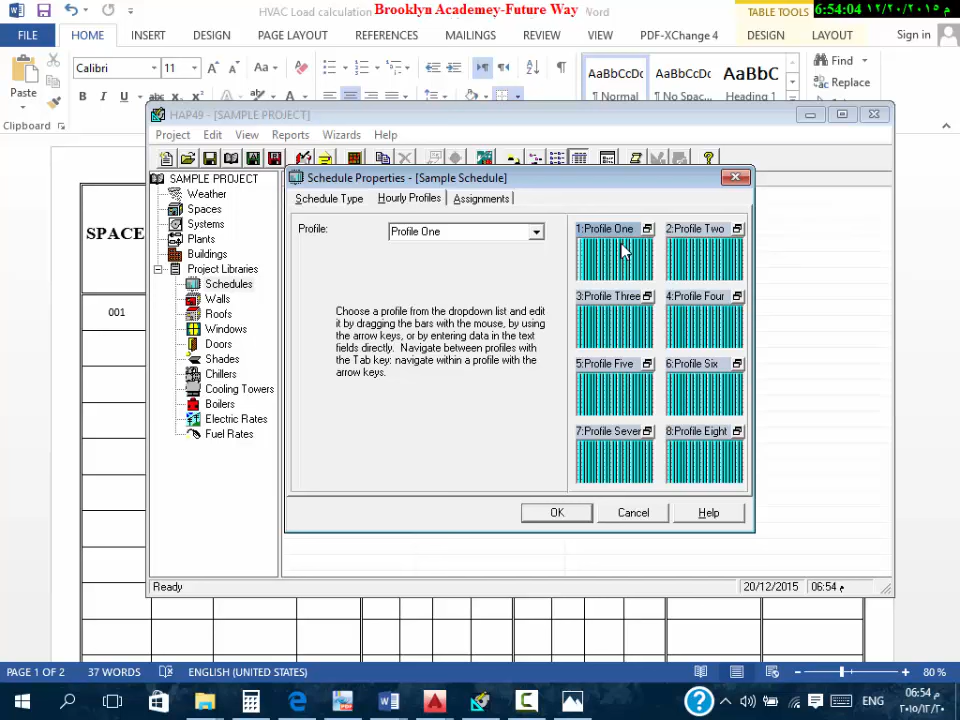 HVAC Load calculation
Brooklyn Academey-Future Way
Word
TABLE TOOLS
6:54:04 ١٢/٢٠/٢٠١٥ م
FILE
HOME
INSERT
DESIGN
PAGE LAYOUT
REFERENCES
MAILINGS
REVIEW
VIEW
PDF-XChange 4
DESIGN
LAYOUT
Sign in
Paste
Calibri
11
Aa
AaBbCcDc
AaBbCcDc
AaBbC
Find
¶ Normal
¶ No Spac...
Heading 1
Replace
B I U abc
Clipboard
HAP49 - [SAMPLE PROJECT]
Project Edit View Reports Wizards Help
SAMPLE PROJECT
Weather
Spaces
Systems
Plants
Buildings
Project Libraries
Schedules
Walls
Roofs
Windows
Doors
Shades
Chillers
Cooling Towers
Boilers
Electric Rates
Fuel Rates
Schedule Properties - [Sample Schedule]
Schedule Type
Hourly Profiles
Assignments
Profile:
Profile One
Choose a profile from the dropdown list and edit
it by dragging the bars with the mouse, by using
the arrow keys, or by entering data in the text
fields directly. Navigate between profiles with
the Tab key: navigate within a profile with the
arrow keys.
1:Profile One
2:Profile Two
3:Profile Three
4:Profile Four
5:Profile Five
6:Profile Six
7:Profile Sever
8:Profile Eight
OK
Cancel
Help
SPACE
001
Ready
20/12/2015
06:54 م
PAGE 1 OF 2
37 WORDS
ENGLISH (UNITED STATES)
80 %
ENG
06:54 م
٢٠١٥/١٢/٢٠